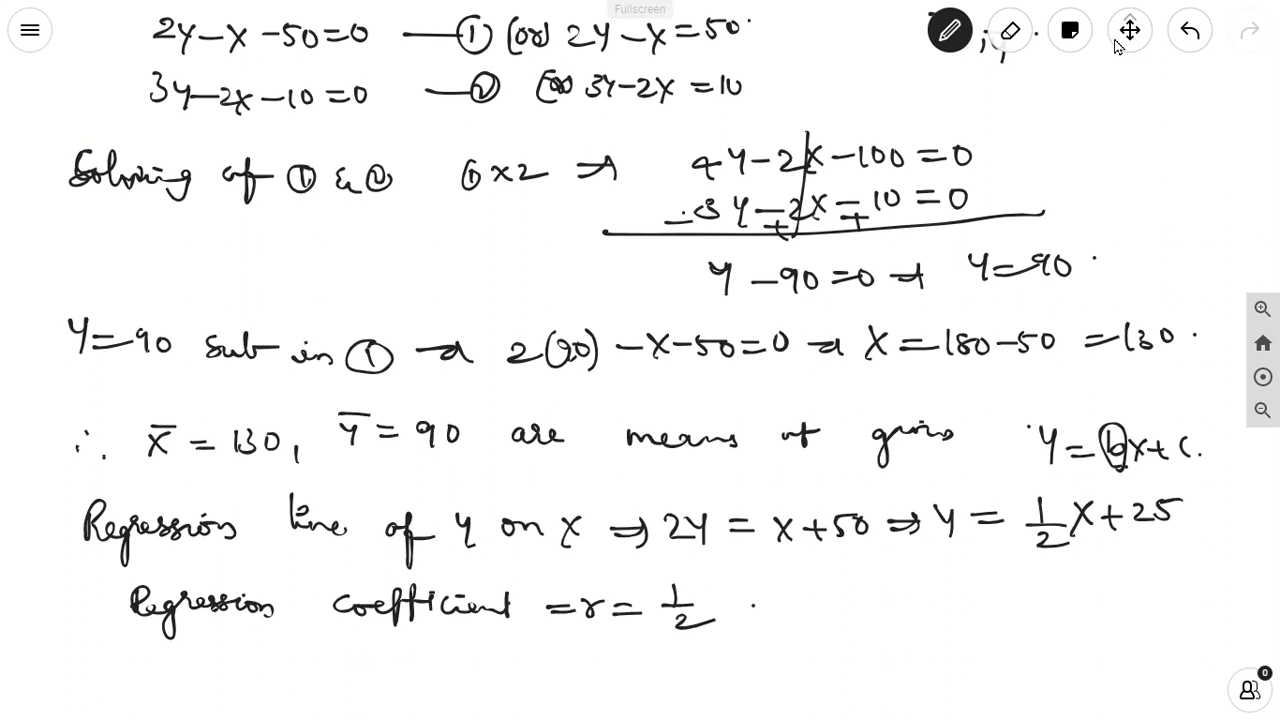 Fullscreen
2Y-X-50=0 —① (or) 2Y-X=50
3Y-2X-10=0 —② (or) 3Y-2X=10
Solving of ① & ② ①x2 ⇒ 4Y-2X-100=0
-3Y-2X-10=0
+ +
Y-90=0 → Y=90
Y=90 sub in ① → 2(90)-X-50=0 → X=180-50=130
∴ X̅ = 130, Y̅ = 90 are means of given Y=bx+c.
Regression line of Y on X ⇒ 2Y = X+50 ⇒ Y = 1/2 X+25
Regression coefficient = r = 1/2
0